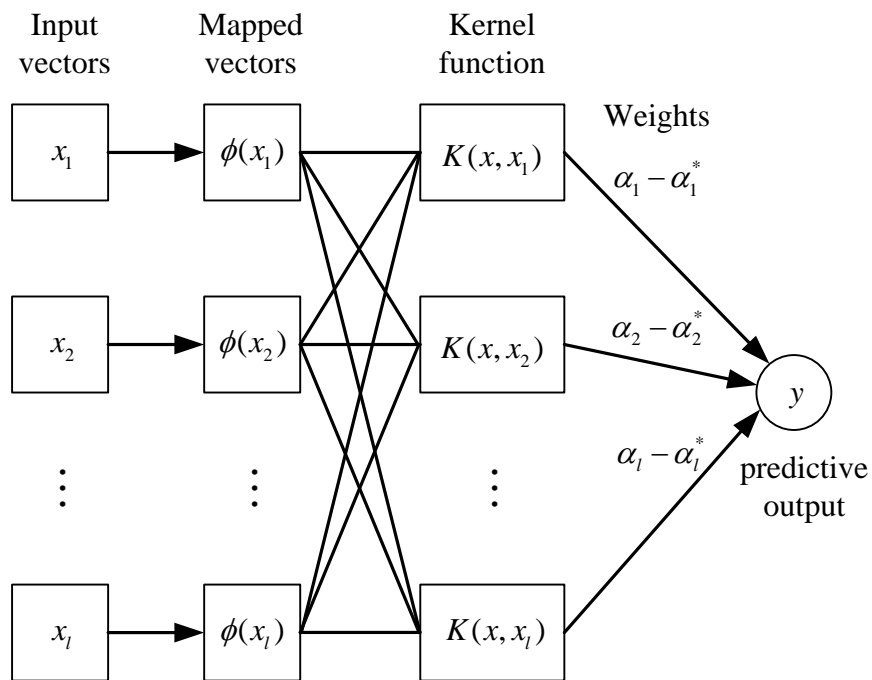 Input vectors
Mapped vectors
Kernel function
Weights
x₁
ϕ(x₁)
K(x, x₁)
α₁ − α₁*
x₂
ϕ(x₂)
K(x, x₂)
α₂ − α₂*
y
predictive output
⋮
⋮
⋮
αₗ − αₗ*
xₗ
ϕ(xₗ)
K(x, xₗ)